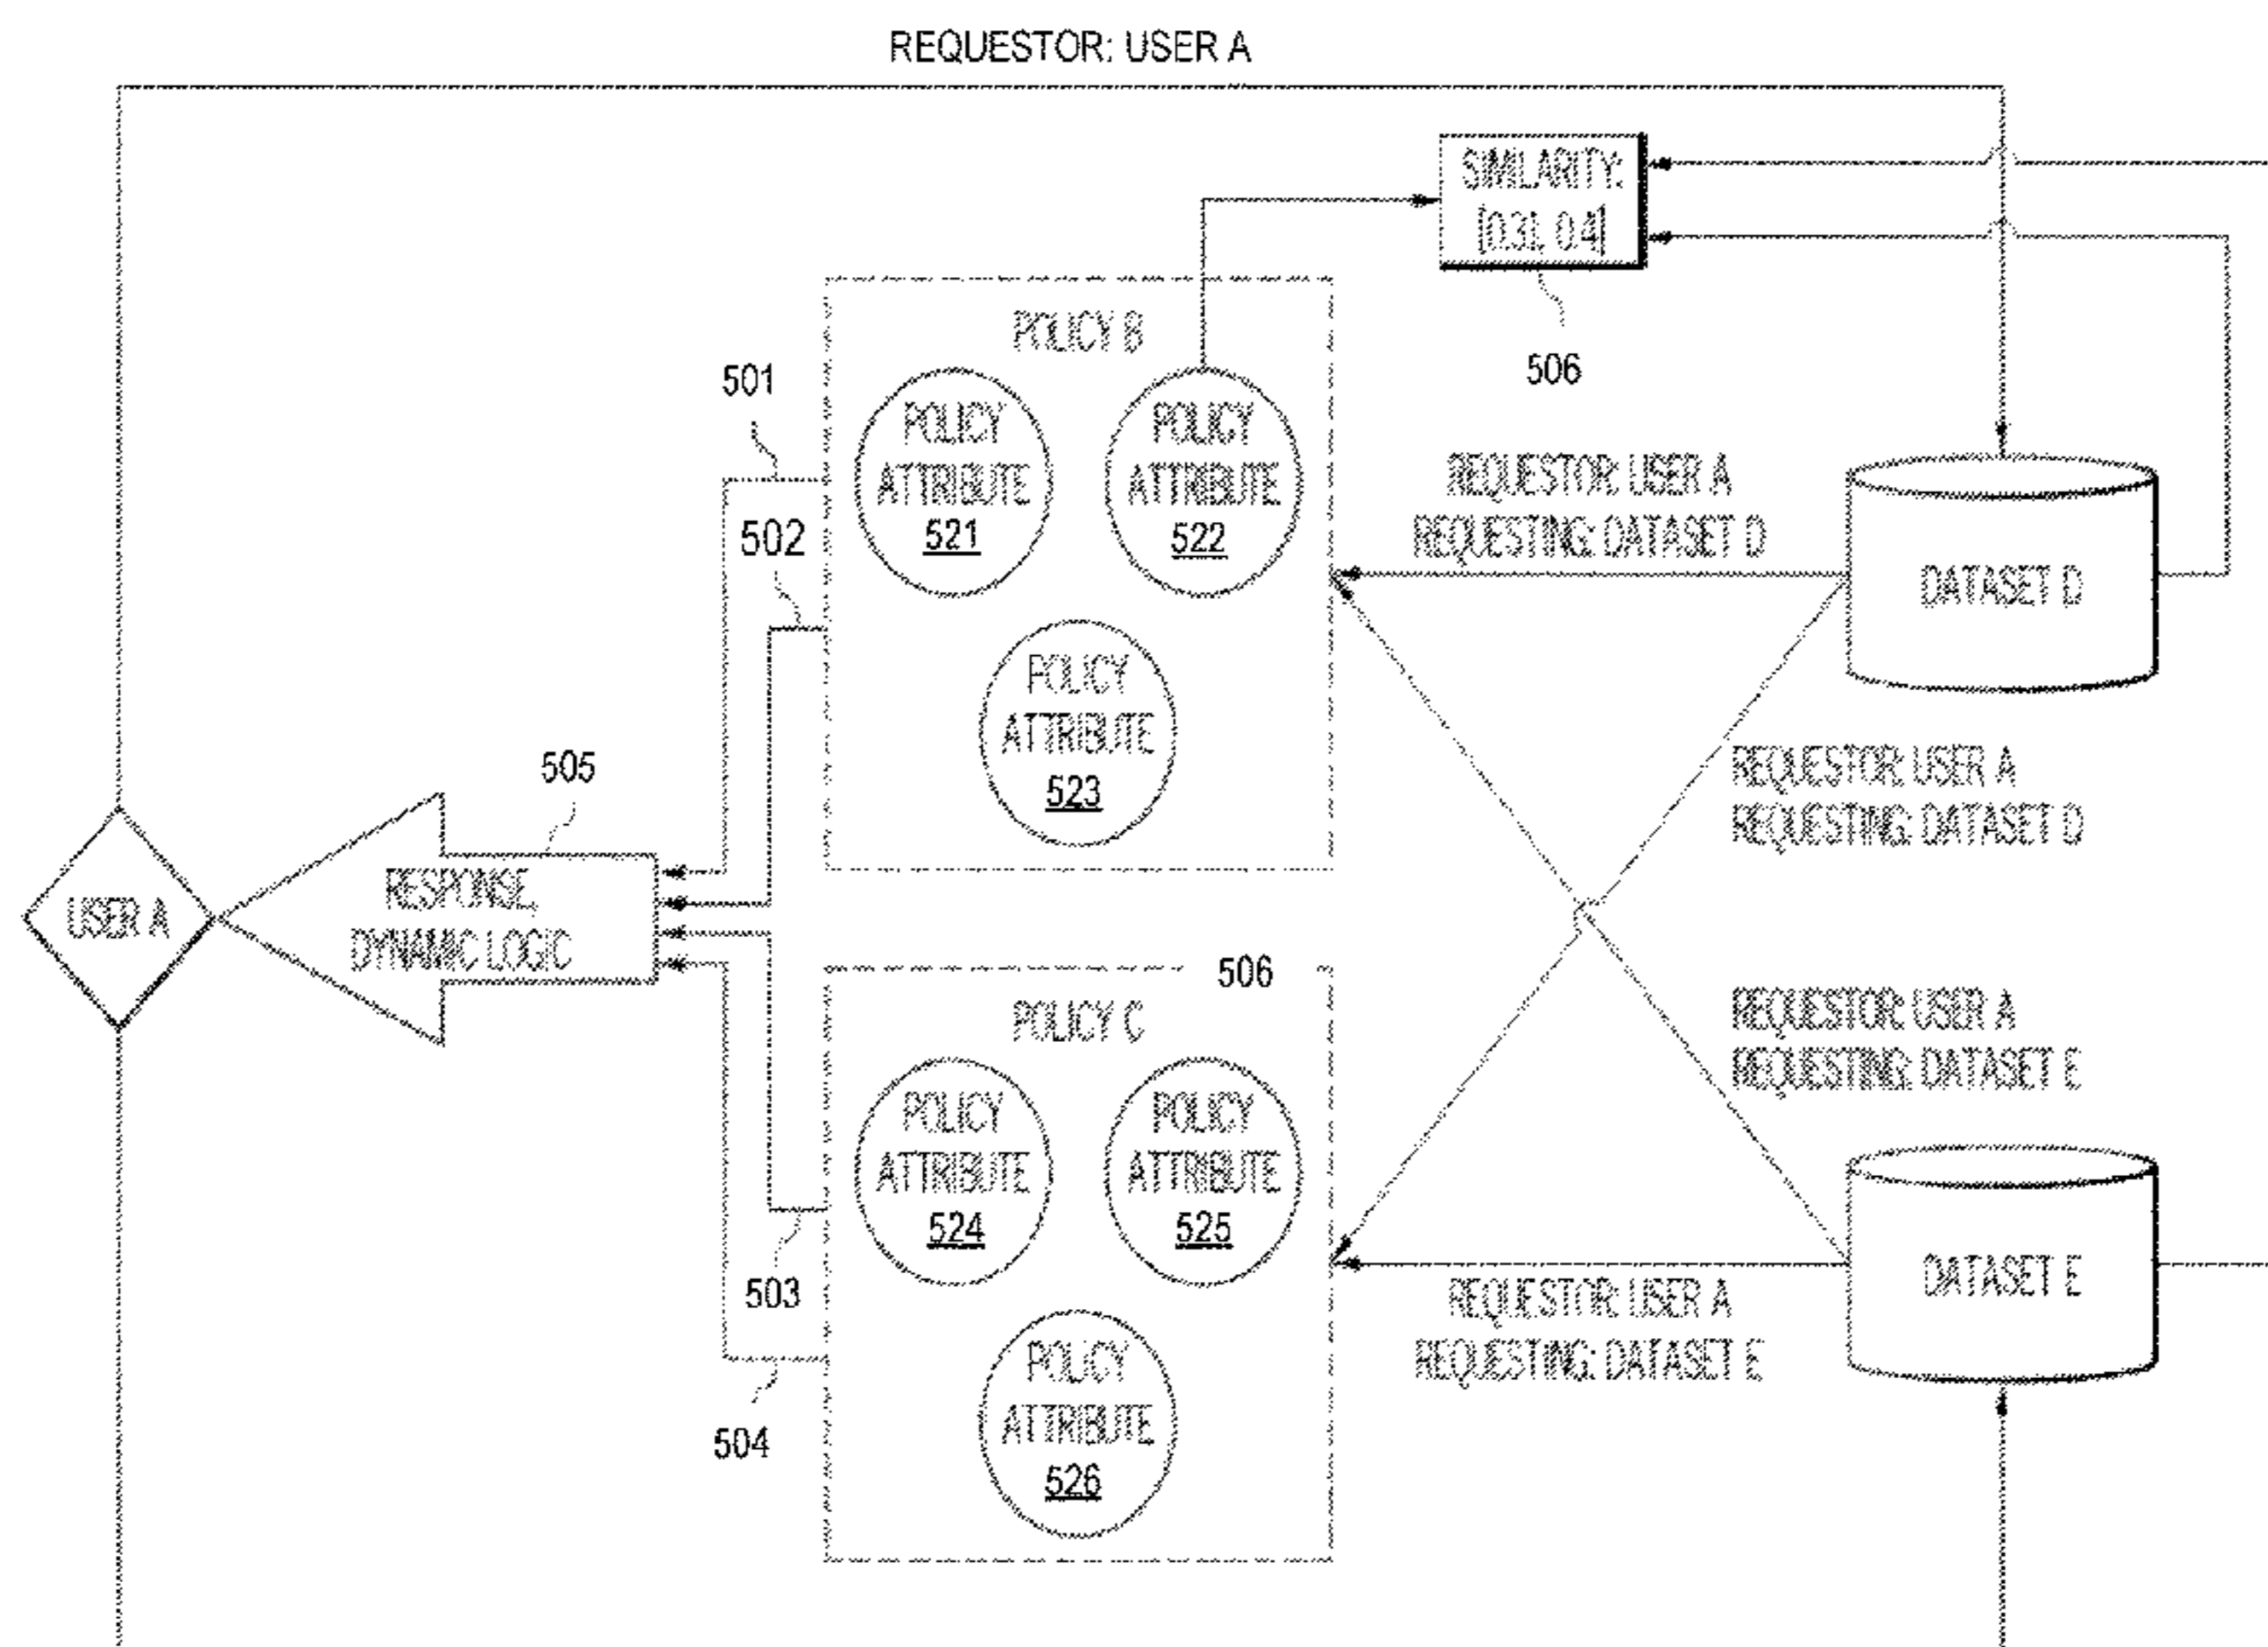 REQUESTOR: USER A
SIMILARITY:
[0.31, 0.4]
506
POLICY B
501
502
POLICY
ATTRIBUTE
521
POLICY
ATTRIBUTE
522
POLICY
ATTRIBUTE
523
REQUESTOR: USER A
REQUESTING: DATASET D
DATASET D
REQUESTOR: USER A
REQUESTING: DATASET D
505
USER A
RESPONSE
DYNAMIC LOGIC
506
POLICY C
POLICY
ATTRIBUTE
524
POLICY
ATTRIBUTE
525
POLICY
ATTRIBUTE
526
503
504
REQUESTOR: USER A
REQUESTING: DATASET E
DATASET E
REQUESTOR: USER A
REQUESTING: DATASET E